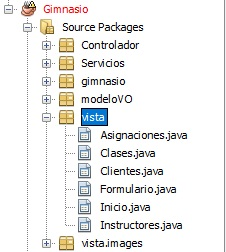 Gimnasio
Source Packages
Controlador
Servicios
gimnasio
modeloVO
vista
Asignaciones.java
Clases.java
Clientes.java
Formulario.java
Inicio.java
Instructores.java
vista.images